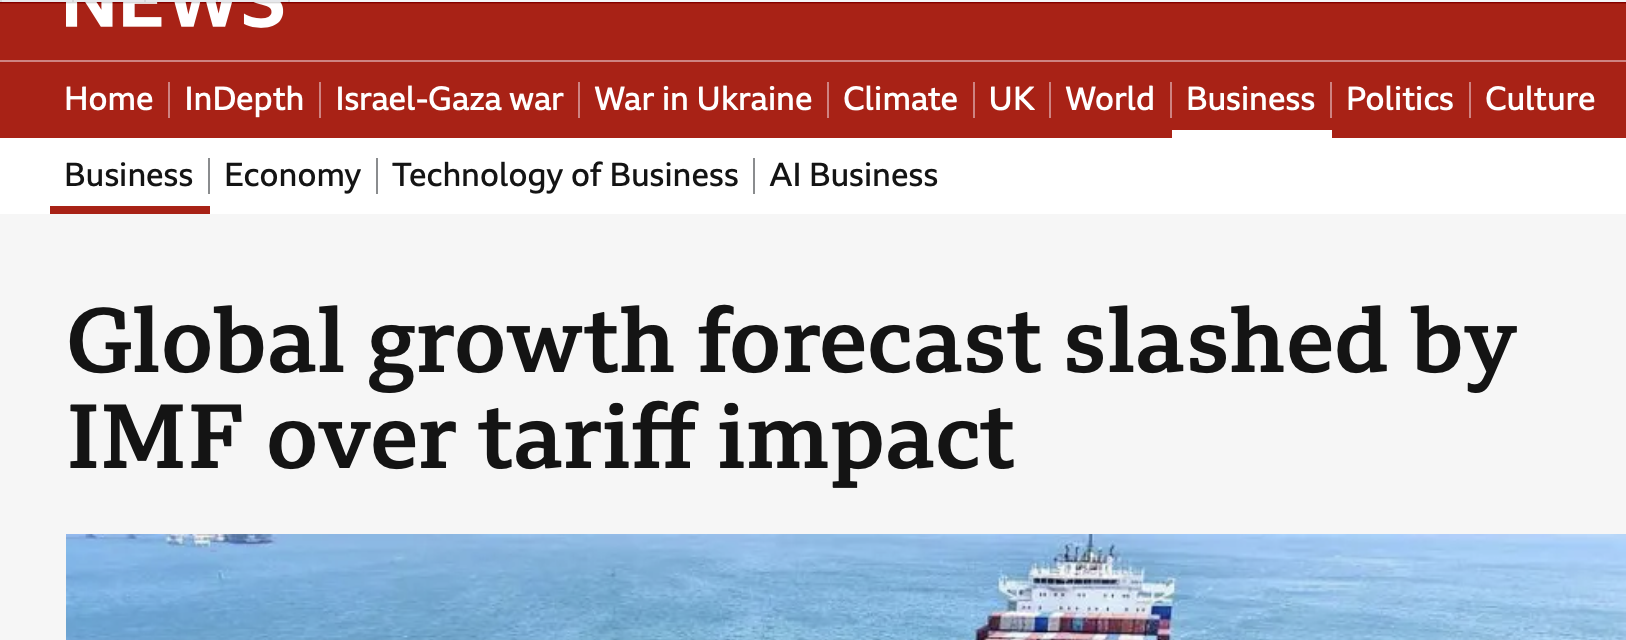 NEWS
Home InDepth Israel-Gaza war War in Ukraine Climate UK World Business Politics Culture
Business Economy Technology of Business AI Business
Global growth forecast slashed by
IMF over tariff impact